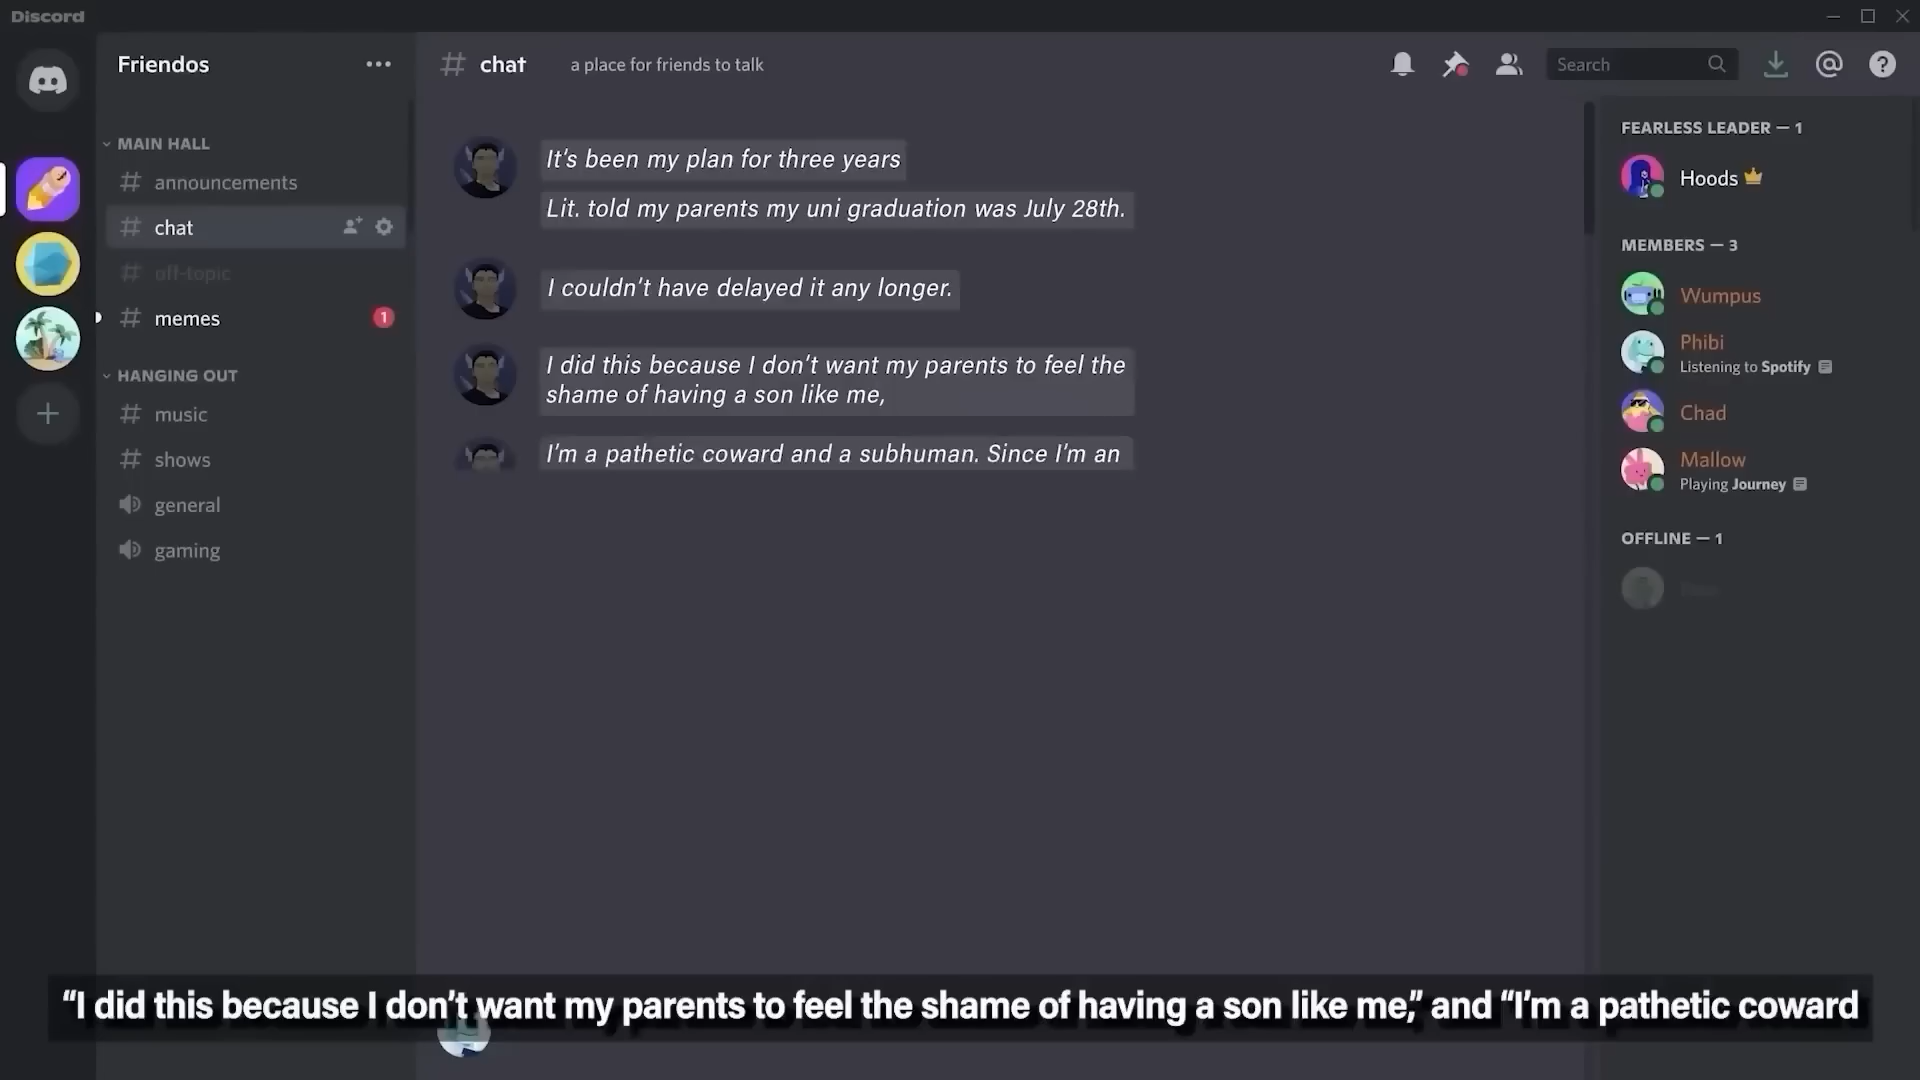 Discord
Friendos
chat
a place for friends to talk
Search
MAIN HALL
announcements
chat
off-topic
memes
1
HANGING OUT
music
shows
general
gaming
It's been my plan for three years
Lit. told my parents my uni graduation was July 28th.
I couldn't have delayed it any longer.
I did this because I don't want my parents to feel the
shame of having a son like me,
I'm a pathetic coward and a subhuman. Since I'm an
FEARLESS LEADER — 1
Hoods
MEMBERS — 3
Wumpus
Phibi
Listening to Spotify
Chad
Mallow
Playing Journey
OFFLINE — 1
“I did this because I don’t want my parents to feel the shame of having a son like me,” and “I’m a pathetic coward